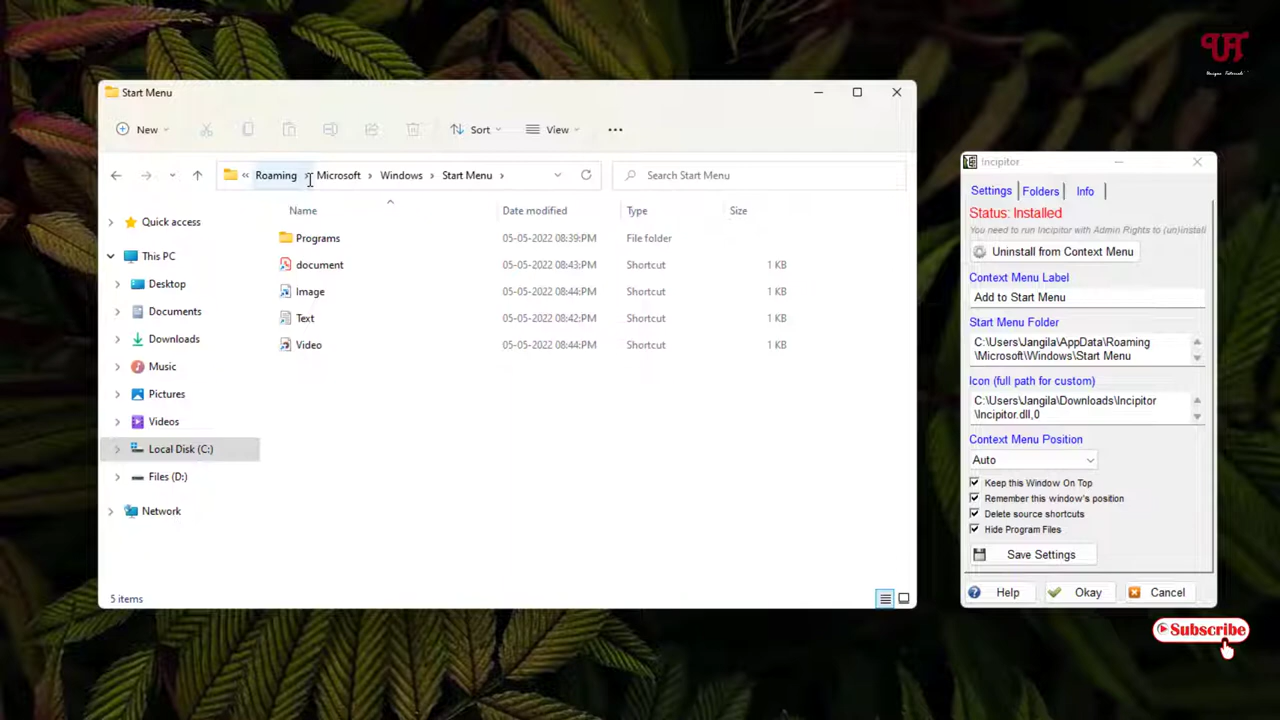 UT
Unique Tutorials
Start Menu
New
Sort
View
« Roaming › Microsoft › Windows › Start Menu ›
Search Start Menu
Name Date modified Type Size
Programs 05-05-2022 08:39:PM File folder
document 05-05-2022 08:43:PM Shortcut 1 KB
Image 05-05-2022 08:44:PM Shortcut 1 KB
Text 05-05-2022 08:42:PM Shortcut 1 KB
Video 05-05-2022 08:44:PM Shortcut 1 KB
Quick access
This PC
Desktop
Documents
Downloads
Music
Pictures
Videos
Local Disk (C:)
Files (D:)
Network
5 items
Incipitor
Settings Folders Info
Status: Installed
You need to run Incipitor with Admin Rights to (un)install
Uninstall from Context Menu
Context Menu Label
Add to Start Menu
Start Menu Folder
C:\Users\Jangila\AppData\Roaming
\Microsoft\Windows\Start Menu
Icon (full path for custom)
C:\Users\Jangila\Downloads\Incipitor
\Incipitor.dll,0
Context Menu Position
Auto
Keep this Window On Top
Remember this window's position
Delete source shortcuts
Hide Program Files
Save Settings
Help Okay Cancel
Subscribe